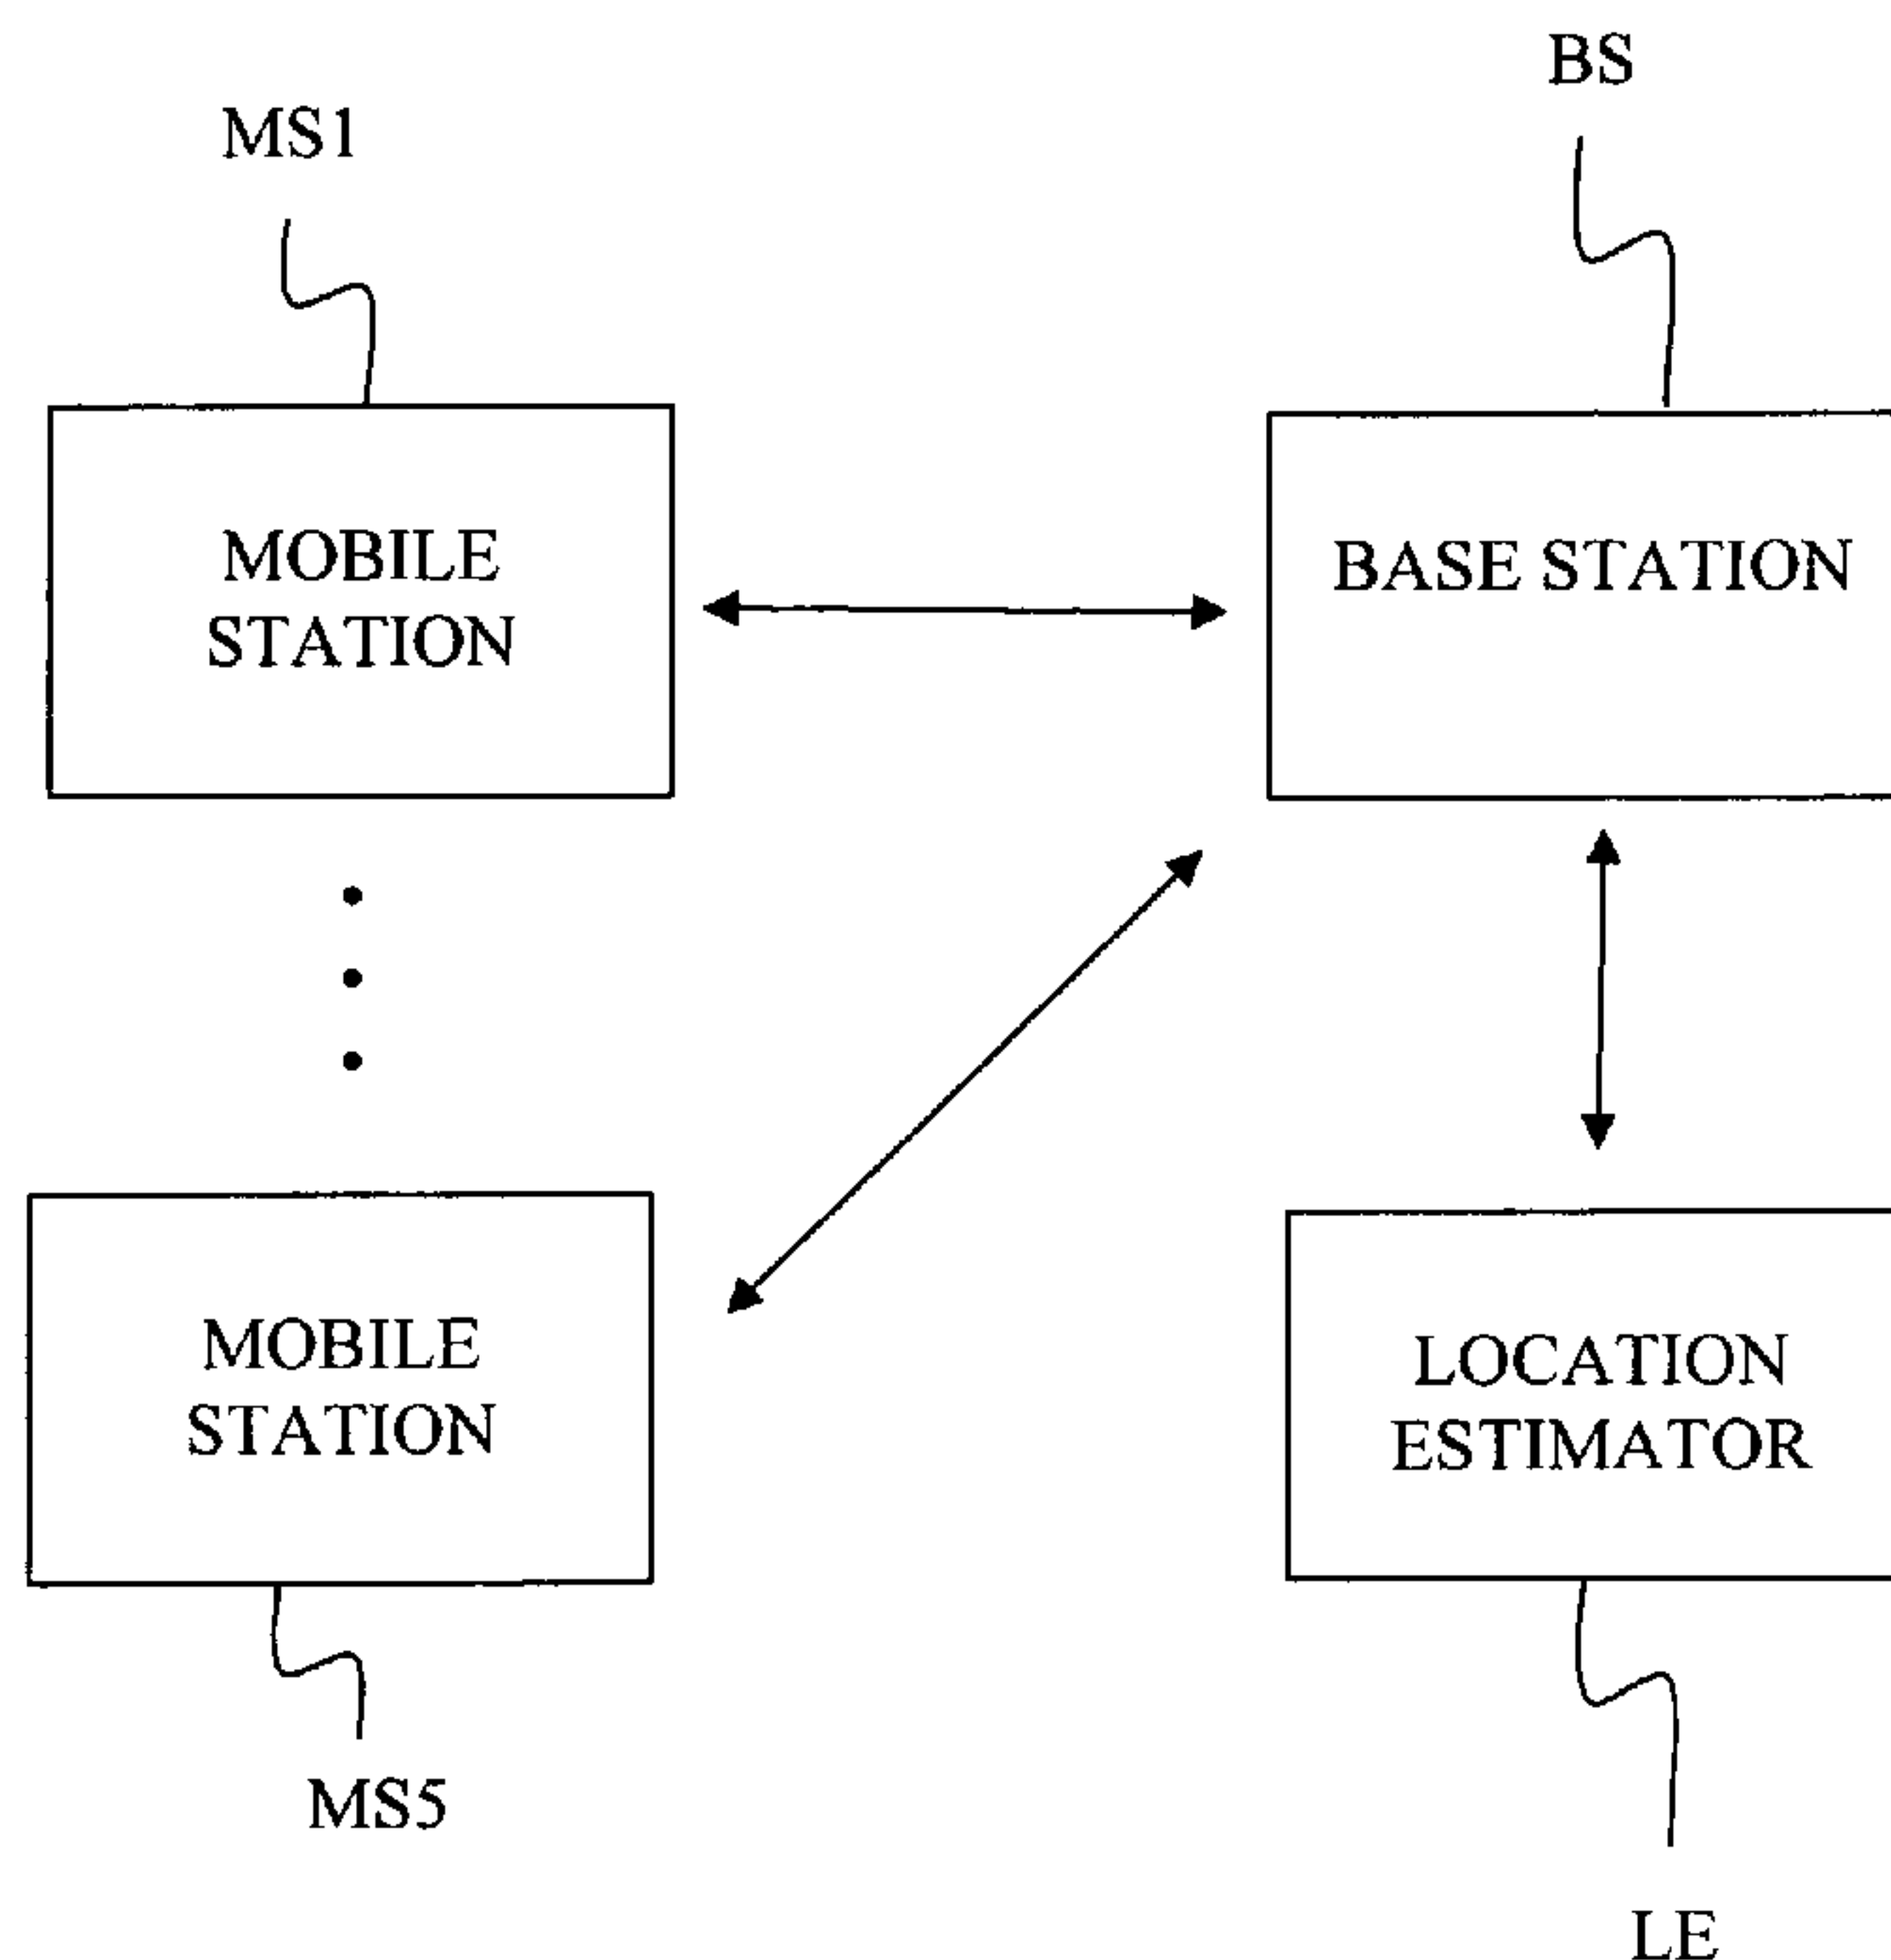 BS
MS1
MOBILE
STATION
BASE STATION
MOBILE
STATION
LOCATION
ESTIMATOR
MS5
LE